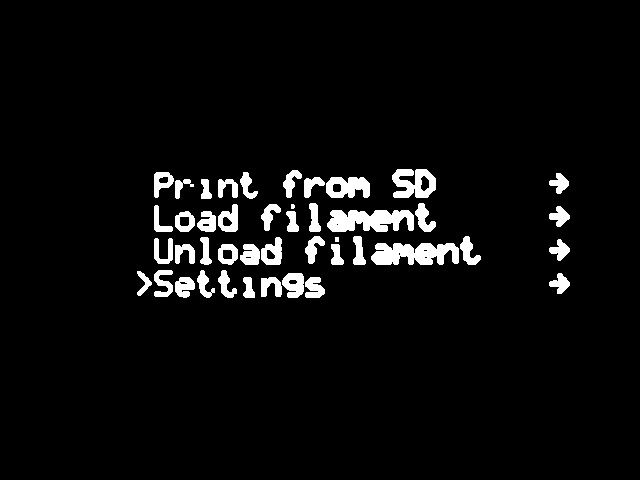 Print from SD →
Load filament →
Unload filament →
>Settings →